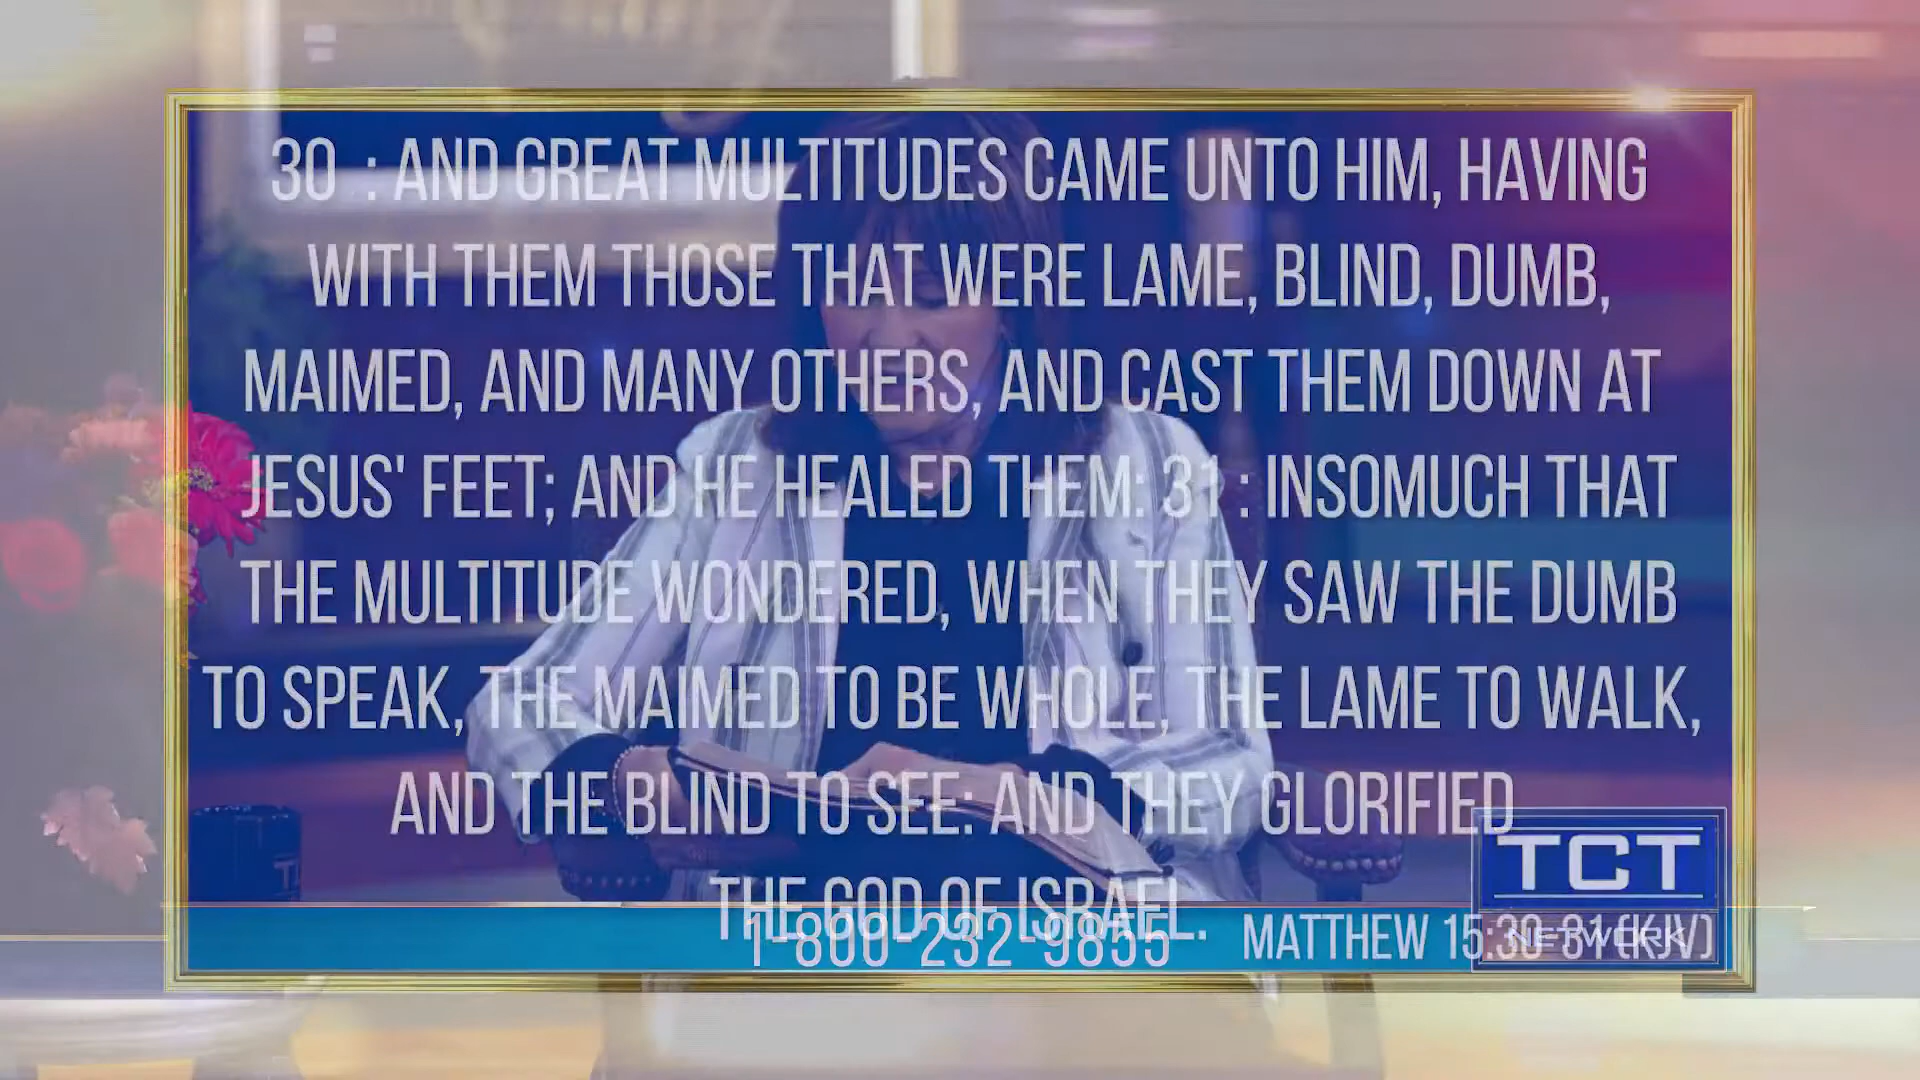 30 : AND GREAT MULTITUDES CAME UNTO HIM, HAVING
WITH THEM THOSE THAT WERE LAME, BLIND, DUMB,
MAIMED, AND MANY OTHERS, AND CAST THEM DOWN AT
JESUS' FEET; AND HE HEALED THEM: 31 : INSOMUCH THAT
THE MULTITUDE WONDERED, WHEN THEY SAW THE DUMB
TO SPEAK, THE MAIMED TO BE WHOLE, THE LAME TO WALK,
AND THE BLIND TO SEE: AND THEY GLORIFIED
THE GOD OF ISRAEL.
1-800-232-9855
MATTHEW 15:30-31 (KJV)
TCT
NETWORK